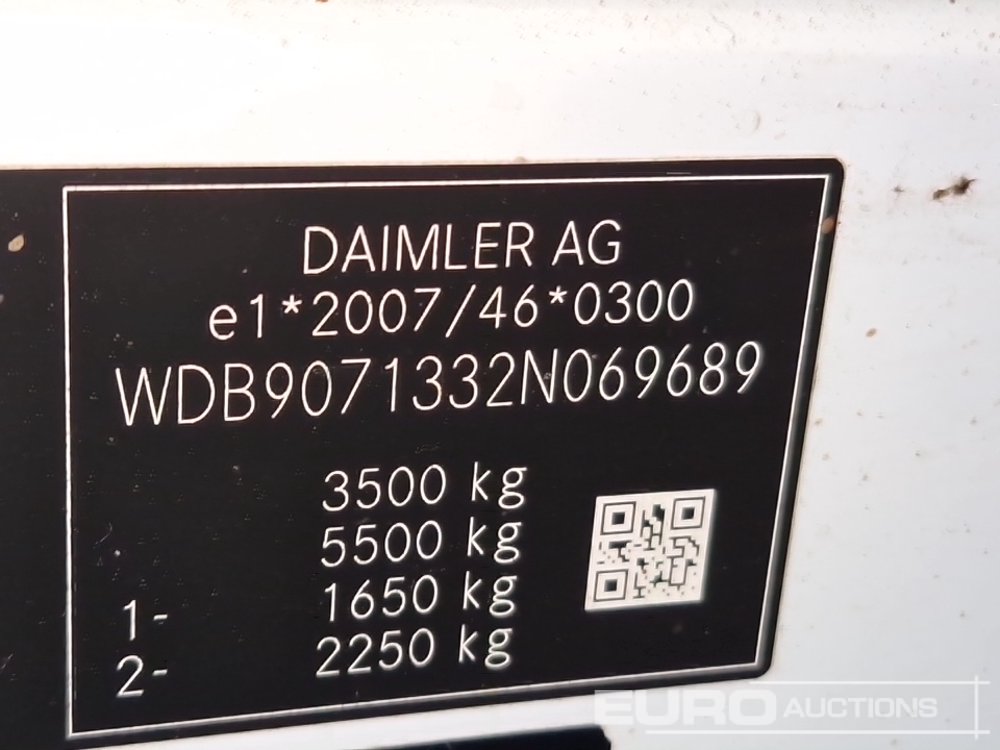 DAIMLER AG
e1*2007/46*0300
WDB9071332N069689
3500 kg
5500 kg
1- 1650 kg
2- 2250 kg
EURO AUCTIONS